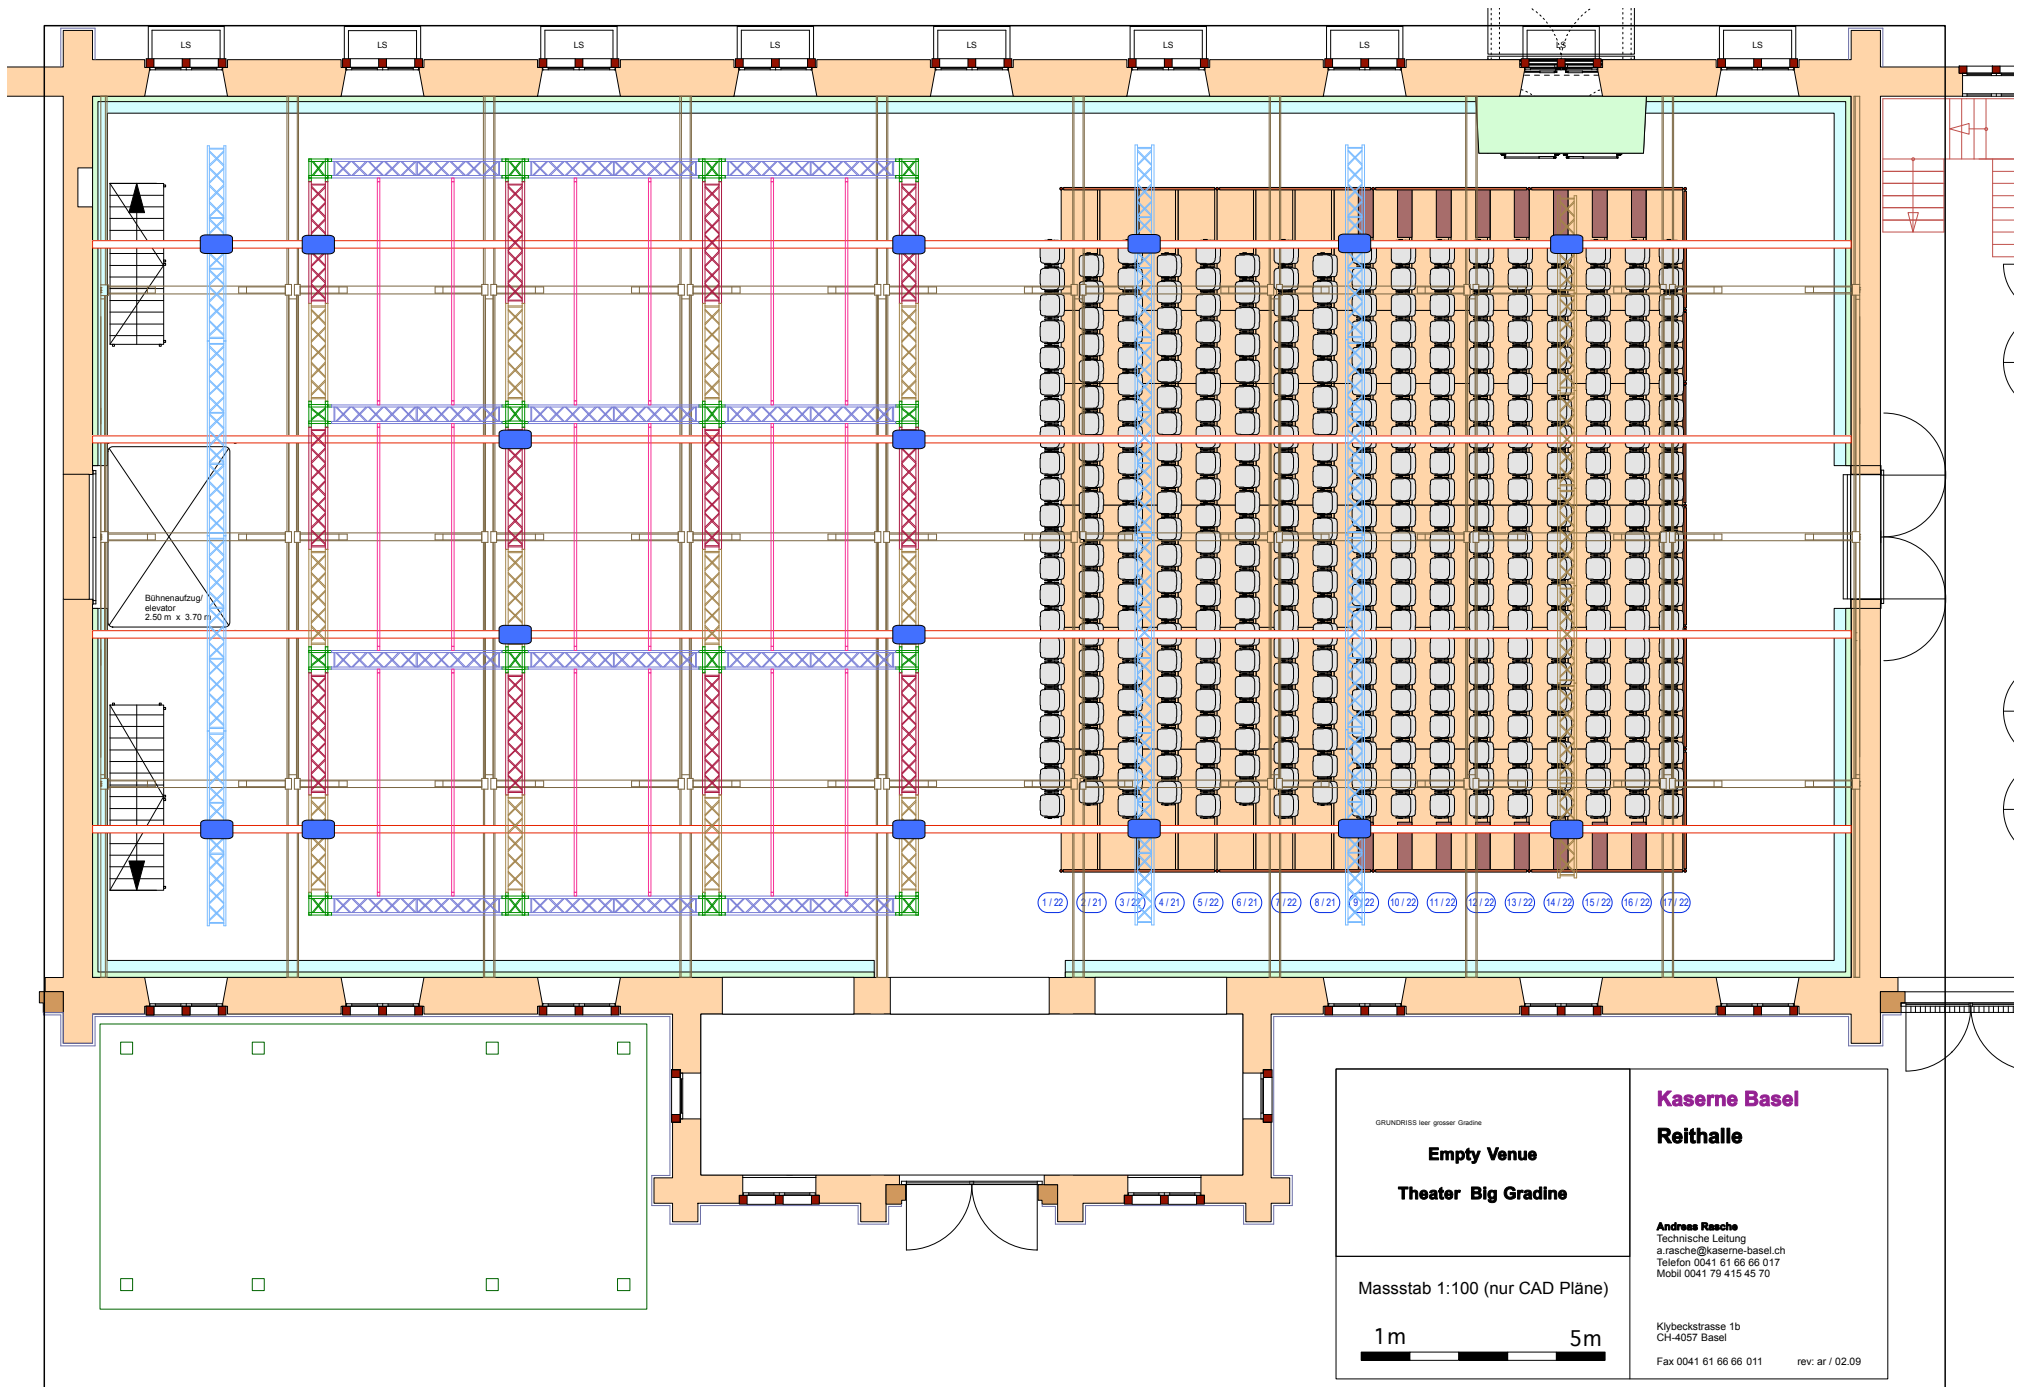 LS
LS
LS
LS
LS
LS
LS
LS
LS
Bühnenaufzug/
elevator
2.50 m x 3.70 m
1 / 22
2 / 21
3 / 21
4 / 21
5 / 22
6 / 21
7 / 22
8 / 21
9 / 22
10 / 22
11 / 22
12 / 22
13 / 22
14 / 22
15 / 22
16 / 22
17 / 22
GRUNDRISS leer grosser Gradine
Empty Venue
Theater Big Gradine
Massstab 1:100 (nur CAD Pläne)
1m 5m
Kaserne Basel
Reithalle
Andreas Rasche
Technische Leitung
a.rasche@kaserne-basel.ch
Telefon 0041 61 66 66 017
Mobil 0041 79 415 45 70
Klybeckstrasse 1b
CH-4057 Basel
Fax 0041 61 66 66 011 rev: ar / 02.09